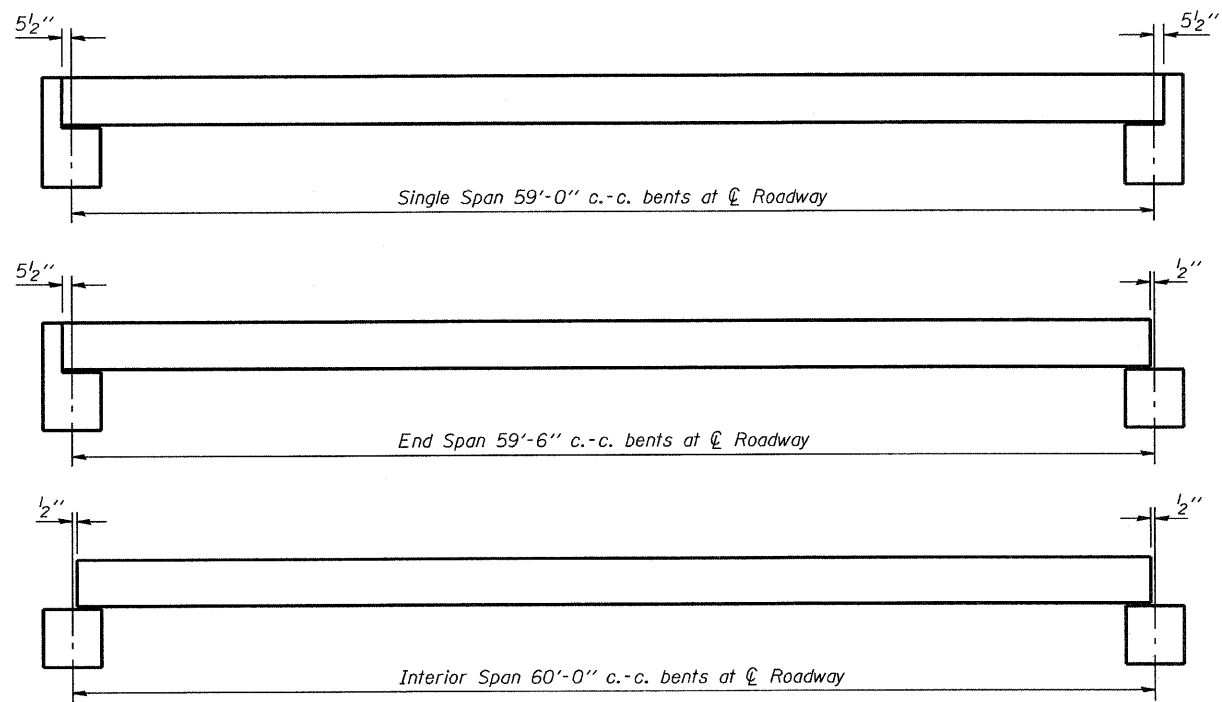 5½" 5½"
Single Span 59'-0" c.-c. bents at ℄ Roadway
5½" ½"
End Span 59'-6" c.-c. bents at ℄ Roadway
½" ½"
Interior Span 60'-0" c.-c. bents at ℄ Roadway